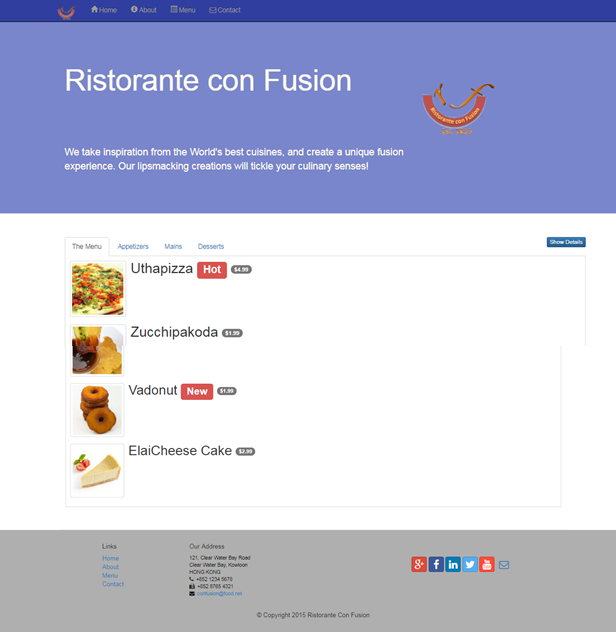 Home About Menu Contact
Ristorante con Fusion
Ristorante con Fusion
We take inspiration from the World's best cuisines, and create a unique fusion
experience. Our lipsmacking creations will tickle your culinary senses!
The Menu Appetizers Mains Desserts Show Details
Uthapizza Hot $4.99
Zucchipakoda $1.99
Vadonut New $1.99
ElaiCheese Cake $2.99
Links
Home
About
Menu
Contact
Our Address
121, Clear Water Bay Road
Clear Water Bay, Kowloon
HONG KONG
+852 1234 5678
+852 8765 4321
confusion@food.net
© Copyright 2015 Ristorante Con Fusion